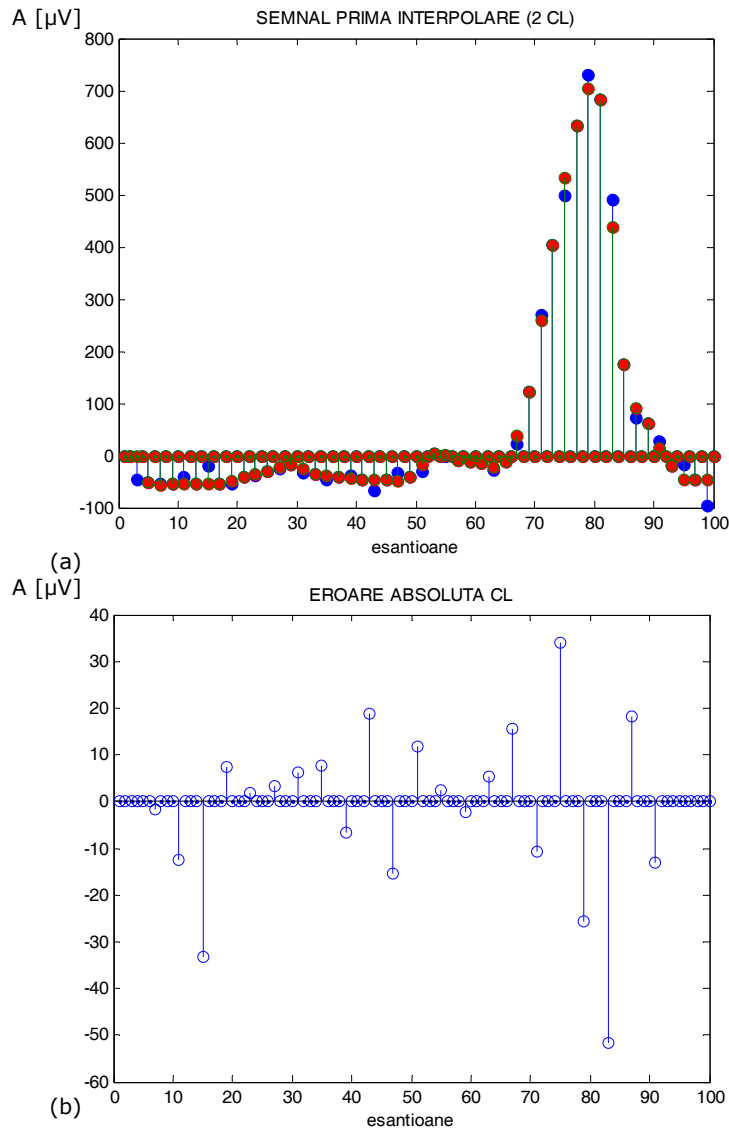 A [µV]
SEMNAL PRIMA INTERPOLARE (2 CL)
800
700
600
500
400
300
200
100
0
-100
0 10 20 30 40 50 60 70 80 90 100
esantioane
(a)
A [µV]
EROARE ABSOLUTA CL
40
30
20
10
0
-10
-20
-30
-40
-50
-60
0 10 20 30 40 50 60 70 80 90 100
esantioane
(b)